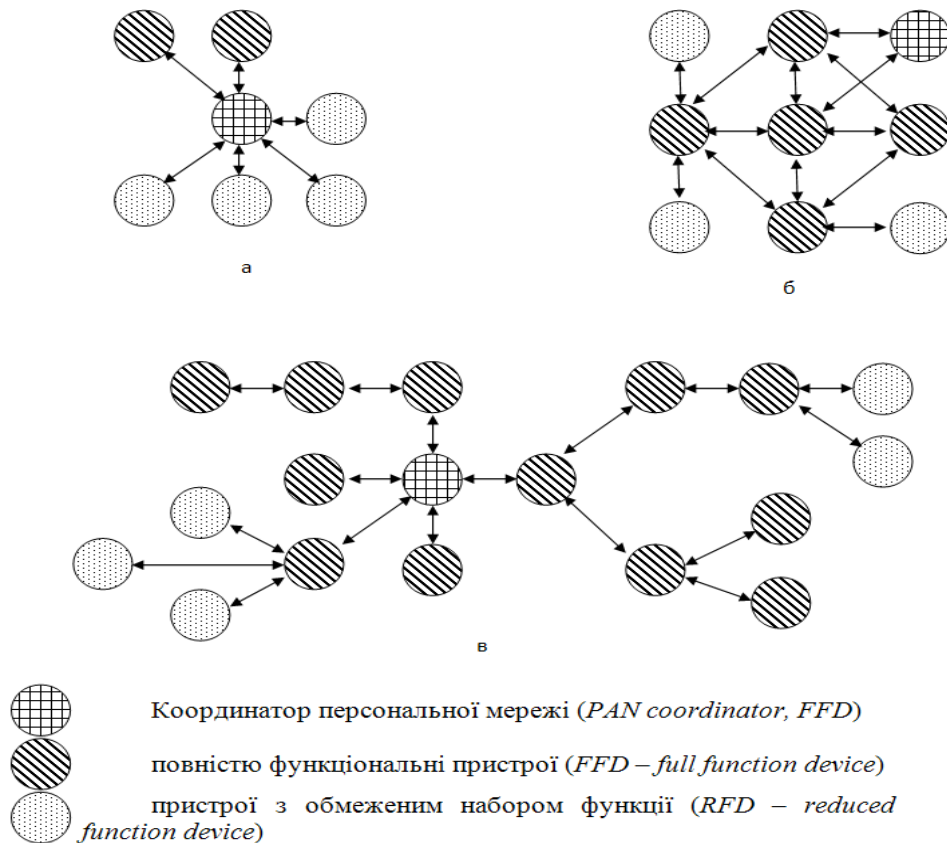 а
б
в
Координатор персональної мережі (PAN coordinator, FFD)
повністю функціональні пристрої (FFD – full function device)
пристрої з обмеженим набором функції (RFD – reduced
function device)